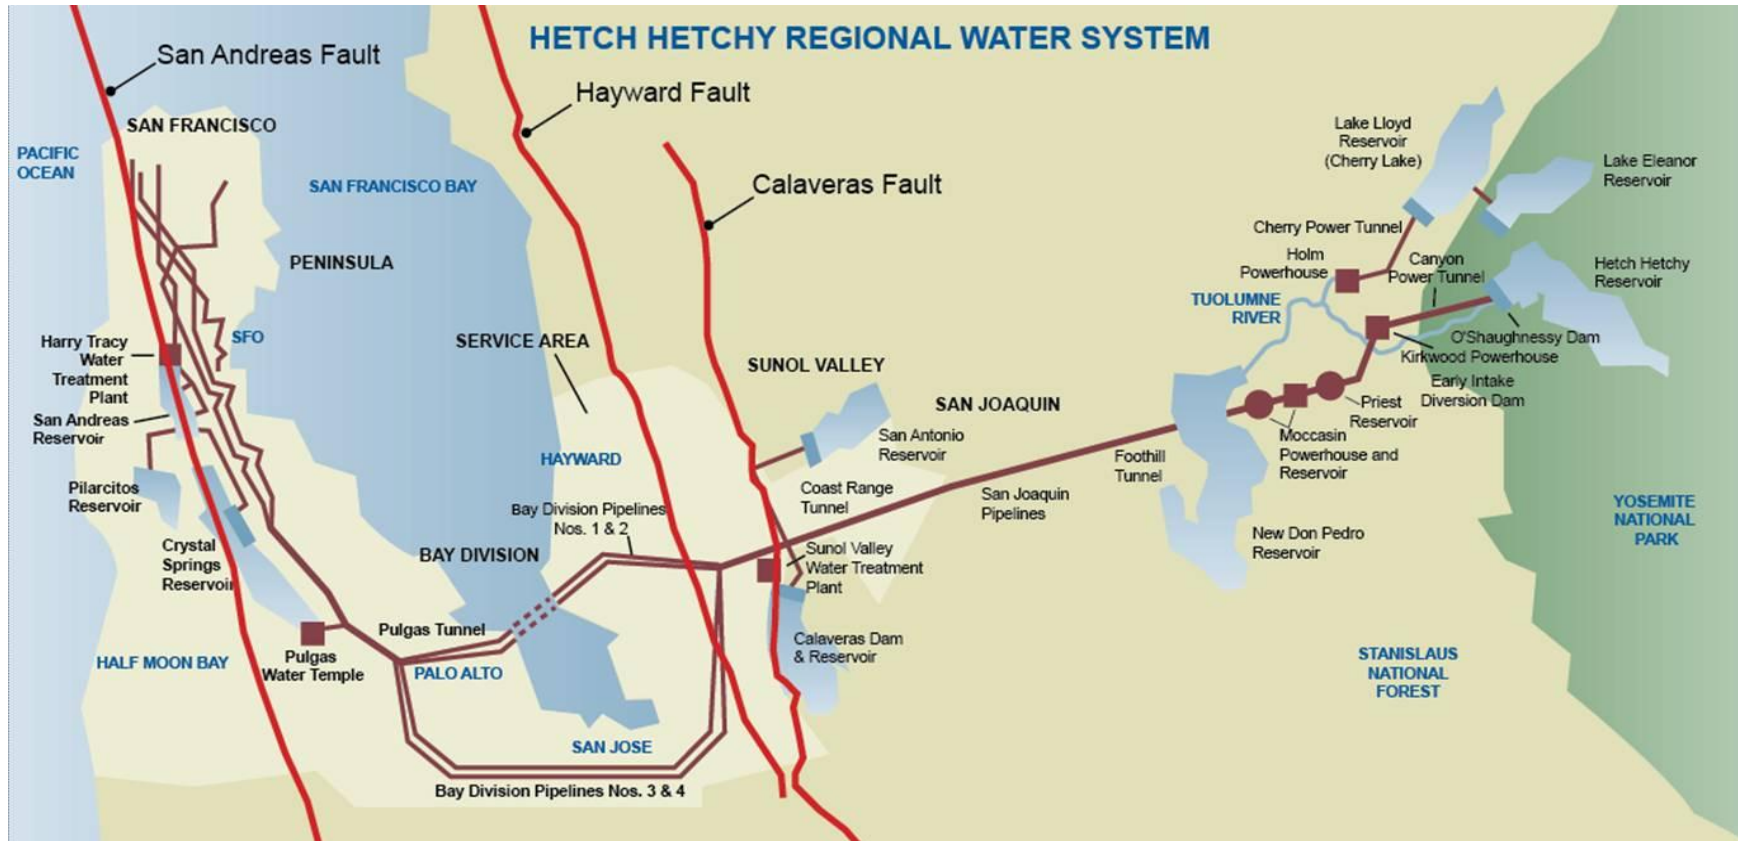 HETCH HETCHY REGIONAL WATER SYSTEM
San Andreas Fault
Hayward Fault
Calaveras Fault
SAN FRANCISCO
PACIFIC
OCEAN
SAN FRANCISCO BAY
PENINSULA
SFO
Harry Tracy
Water
Treatment
Plant
San Andreas
Reservoir
Pilarcitos
Reservoir
Crystal
Springs
Reservoir
HALF MOON BAY
Pulgas
Water Temple
Pulgas Tunnel
PALO ALTO
BAY DIVISION
Bay Division Pipelines
Nos. 1 & 2
HAYWARD
SERVICE AREA
SAN JOSE
Bay Division Pipelines Nos. 3 & 4
SUNOL VALLEY
San Antonio
Reservoir
Coast Range
Tunnel
Sunol Valley
Water Treatment
Plant
Calaveras Dam
& Reservoir
SAN JOAQUIN
San Joaquin
Pipelines
Foothill
Tunnel
New Don Pedro
Reservoir
Moccasin
Powerhouse and
Reservoir
Priest
Reservoir
Early Intake
Diversion Dam
Kirkwood Powerhouse
O'Shaughnessy Dam
TUOLUMNE
RIVER
Holm
Powerhouse
Cherry Power Tunnel
Canyon
Power Tunnel
Lake Lloyd
Reservoir
(Cherry Lake)
Lake Eleanor
Reservoir
Hetch Hetchy
Reservoir
YOSEMITE
NATIONAL
PARK
STANISLAUS
NATIONAL
FOREST